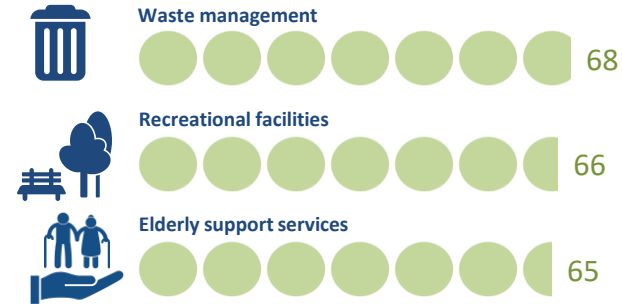 Waste management
68
Recreational facilities
66
Elderly support services
65